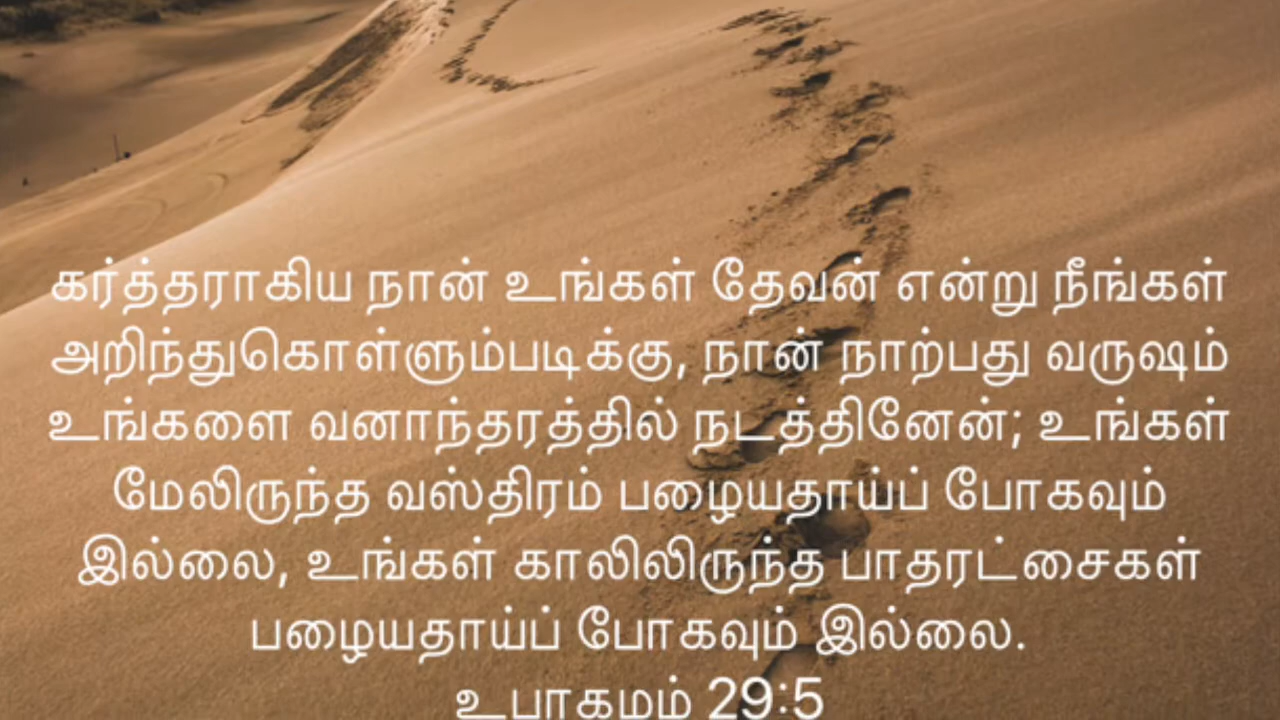 கர்த்தராகிய நான் உங்கள் தேவன் என்று நீங்கள்
அறிந்துகொள்ளும்படிக்கு, நான் நாற்பது வருஷம்
உங்களை வனாந்தரத்தில் நடத்தினேன்; உங்கள்
மேலிருந்த வஸ்திரம் பழையதாய்ப் போகவும்
இல்லை, உங்கள் காலிலிருந்த பாதரட்சைகள்
பழையதாய்ப் போகவும் இல்லை.
உபாகமம் 29:5